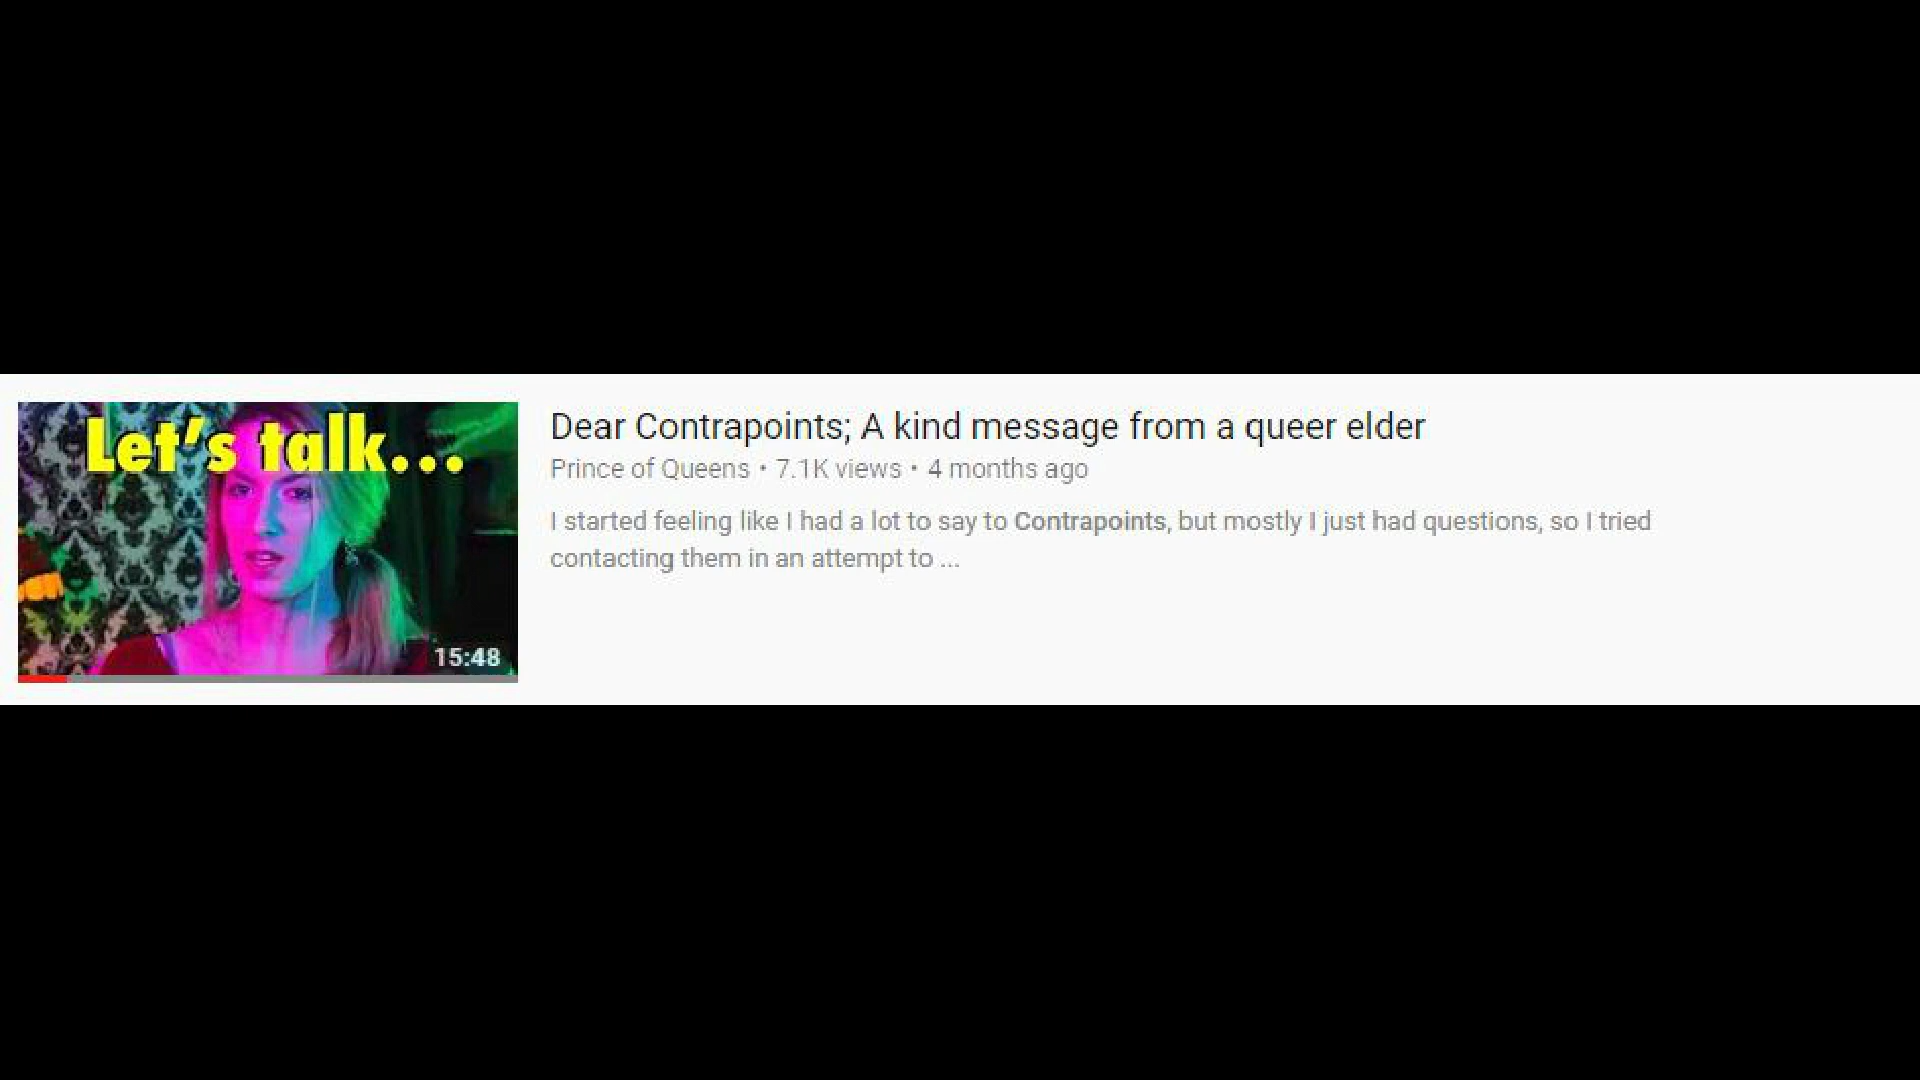 Let's talk...
15:48
Dear Contrapoints; A kind message from a queer elder
Prince of Queens • 7.1K views • 4 months ago
I started feeling like I had a lot to say to Contrapoints, but mostly I just had questions, so I tried
contacting them in an attempt to ...